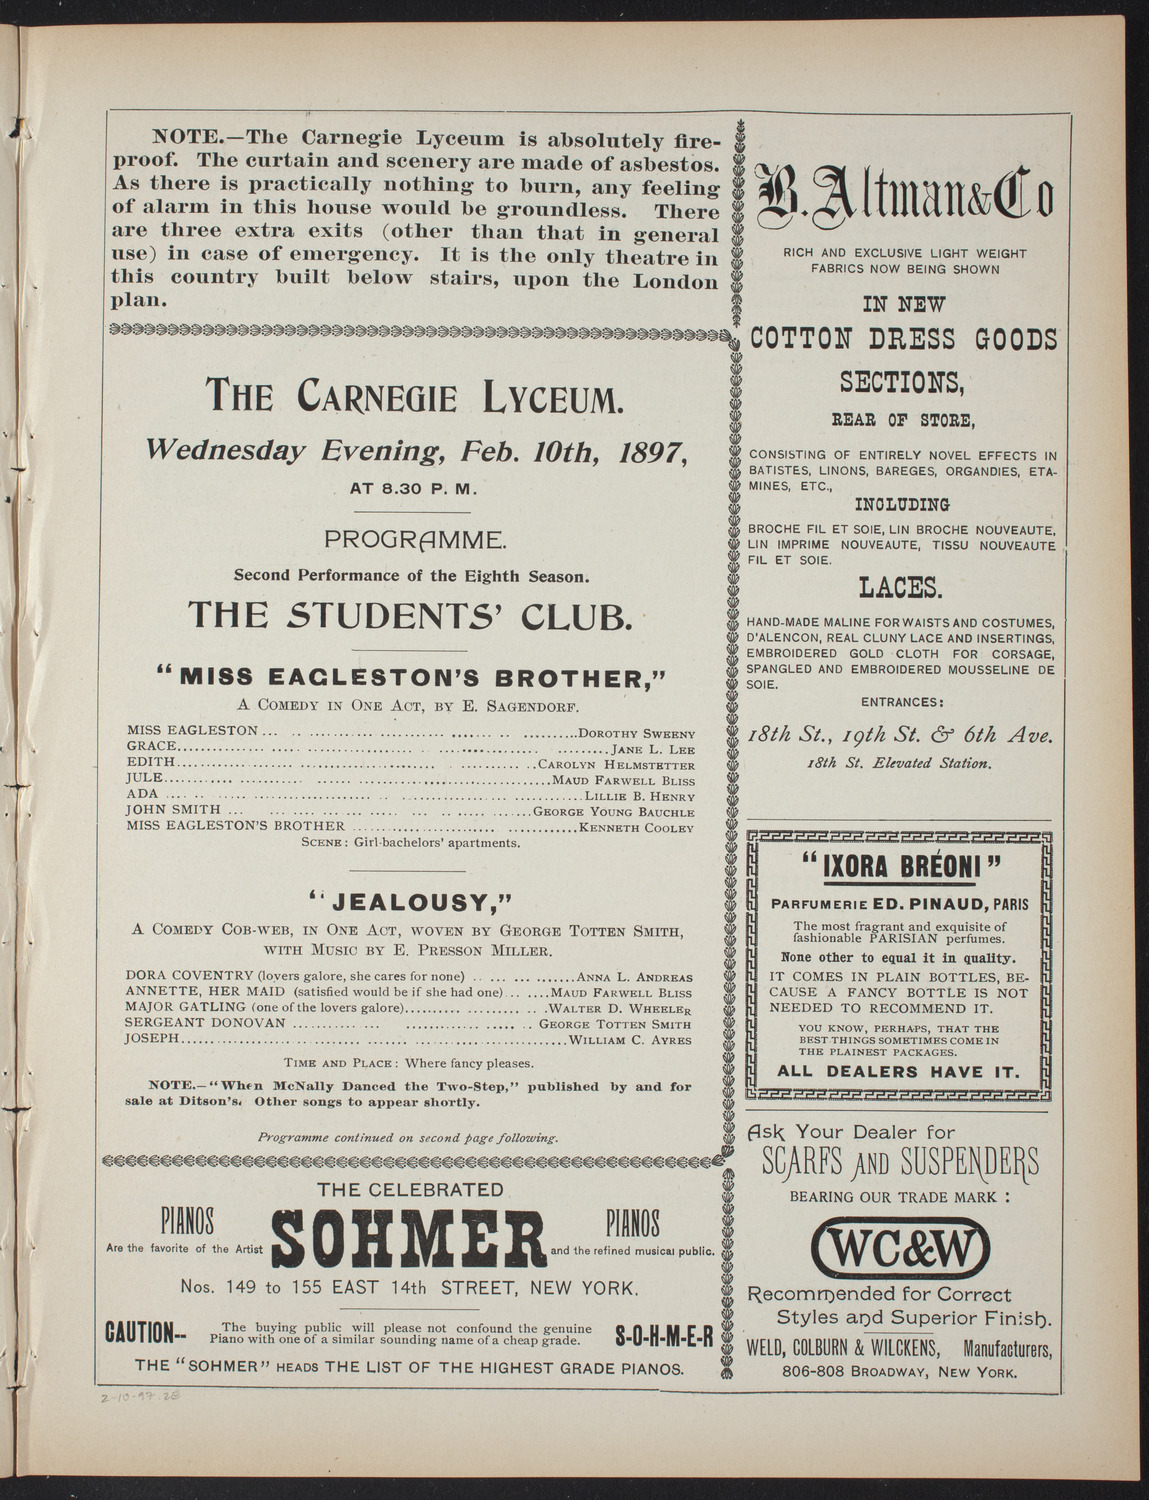 NOTE.—The Carnegie Lyceum is absolutely fire-
proof. The curtain and scenery are made of asbestos.
As there is practically nothing to burn, any feeling
of alarm in this house would be groundless. There
are three extra exits (other than that in general
use) in case of emergency. It is the only theatre in
this country built below stairs, upon the London
plan.
THE CARNEGIE LYCEUM.
Wednesday Evening, Feb. 10th, 1897,
AT 8.30 P. M.
PROGRAMME.
Second Performance of the Eighth Season.
THE STUDENTS' CLUB.
"MISS EAGLESTON'S BROTHER,"
A COMEDY IN ONE ACT, BY E. SAGENDORF.
MISS EAGLESTON ... DOROTHY SWEENY
GRACE ... JANE L. LEE
EDITH ... CAROLYN HELMSTETTER
JULE ... MAUD FARWELL BLISS
ADA ... LILLIE B. HENRY
JOHN SMITH ... GEORGE YOUNG BAUCHLE
MISS EAGLESTON'S BROTHER ... KENNETH COOLEY
SCENE: Girl-bachelors' apartments.
"JEALOUSY,"
A COMEDY COB-WEB, IN ONE ACT, WOVEN BY GEORGE TOTTEN SMITH,
WITH MUSIC BY E. PRESSON MILLER.
DORA COVENTRY (lovers galore, she cares for none) ... ANNA L. ANDREAS
ANNETTE, HER MAID (satisfied would be if she had one) ... MAUD FARWELL BLISS
MAJOR GATLING (one of the lovers galore) ... WALTER D. WHEELER
SERGEANT DONOVAN ... GEORGE TOTTEN SMITH
JOSEPH ... WILLIAM C. AYRES
TIME AND PLACE: Where fancy pleases.
NOTE.—"When McNally Danced the Two-Step," published by and for
sale at Ditson's. Other songs to appear shortly.
Programme continued on second page following.
THE CELEBRATED
PIANOS SOHMER PIANOS
Are the favorite of the Artist and the refined musical public.
Nos. 149 to 155 EAST 14th STREET, NEW YORK.
CAUTION-- The buying public will please not confound the genuine S-O-H-M-E-R
Piano with one of a similar sounding name of a cheap grade.
THE "SOHMER" HEADS THE LIST OF THE HIGHEST GRADE PIANOS.
2-10-97.2E
B. Altman & Co
RICH AND EXCLUSIVE LIGHT WEIGHT
FABRICS NOW BEING SHOWN
IN NEW
COTTON DRESS GOODS
SECTIONS,
REAR OF STORE,
CONSISTING OF ENTIRELY NOVEL EFFECTS IN
BATISTES, LINONS, BAREGES, ORGANDIES, ETA-
MINES, ETC.,
INCLUDING
BROCHE FIL ET SOIE, LIN BROCHE NOUVEAUTE,
LIN IMPRIME NOUVEAUTE, TISSU NOUVEAUTE
FIL ET SOIE.
LACES.
HAND-MADE MALINE FOR WAISTS AND COSTUMES,
D'ALENCON, REAL CLUNY LACE AND INSERTINGS,
EMBROIDERED GOLD CLOTH FOR CORSAGE,
SPANGLED AND EMBROIDERED MOUSSELINE DE
SOIE.
ENTRANCES:
18th St., 19th St. & 6th Ave.
18th St. Elevated Station.
"IXORA BRÉONI"
PARFUMERIE ED. PINAUD, PARIS
The most fragrant and exquisite of
fashionable PARISIAN perfumes.
None other to equal it in quality.
IT COMES IN PLAIN BOTTLES, BE-
CAUSE A FANCY BOTTLE IS NOT
NEEDED TO RECOMMEND IT.
YOU KNOW, PERHAPS, THAT THE
BEST THINGS SOMETIMES COME IN
THE PLAINEST PACKAGES.
ALL DEALERS HAVE IT.
Ask Your Dealer for
SCARFS AND SUSPENDERS
BEARING OUR TRADE MARK:
WC&W
Recommended for Correct
Styles and Superior Finish.
WELD, COLBURN & WILCKENS, Manufacturers,
806-808 BROADWAY, NEW YORK.